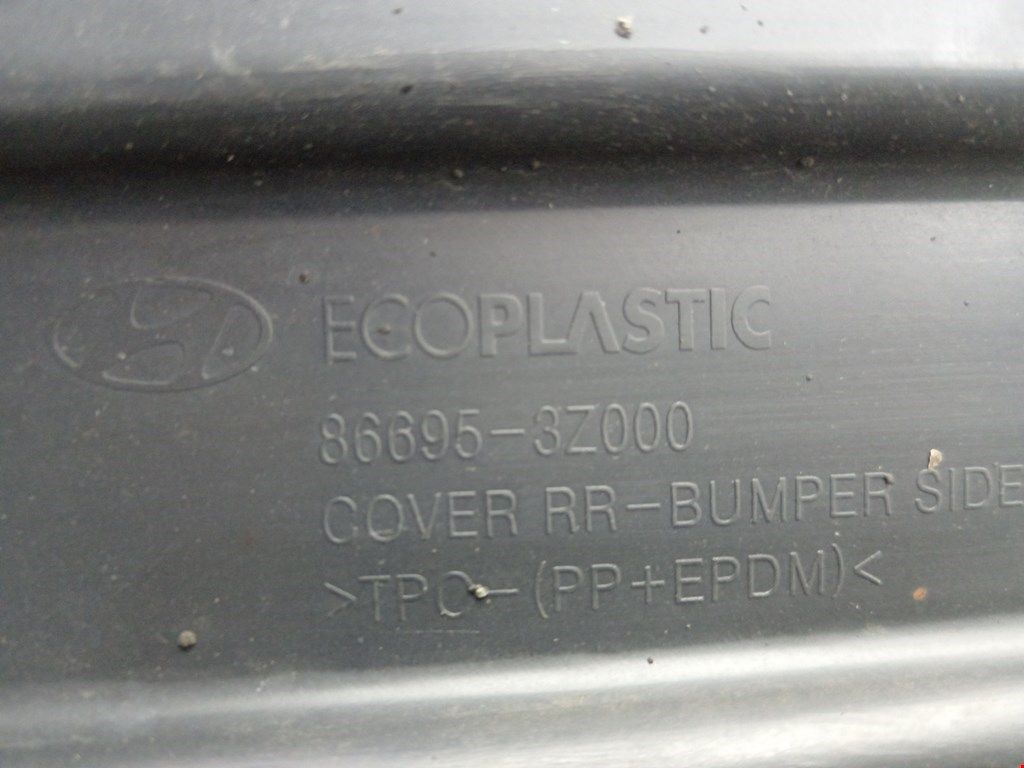 ECOPLASTIC
86695-3Z000
COVER RR-BUMPER SIDE
>TPO-(PP+EPDM)<